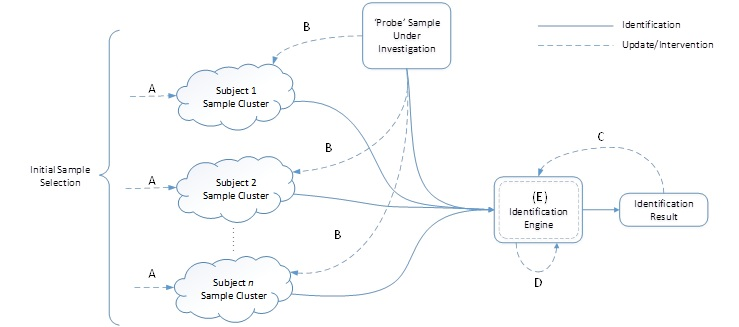 'Probe' Sample
Under
Investigation
Identification
Update/Intervention
B
A
Subject 1
Sample Cluster
B
C
Initial Sample
Selection
A
Subject 2
Sample Cluster
(E)
Identification
Engine
Identification
Result
B
A
Subject n
Sample Cluster
D